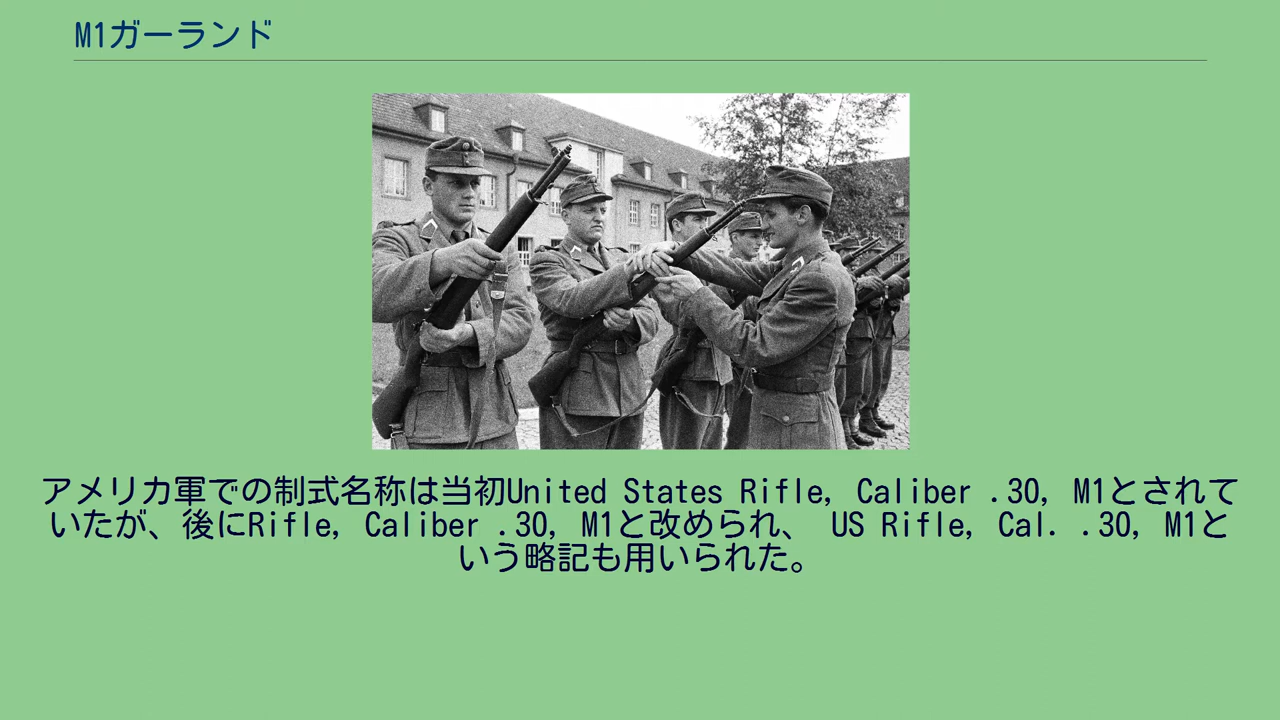 M1ガーランド
アメリカ軍での制式名称は当初United States Rifle, Caliber .30, M1とされて
いたが、後にRifle, Caliber .30, M1と改められ、 US Rifle, Cal. .30, M1と
いう略記も用いられた。